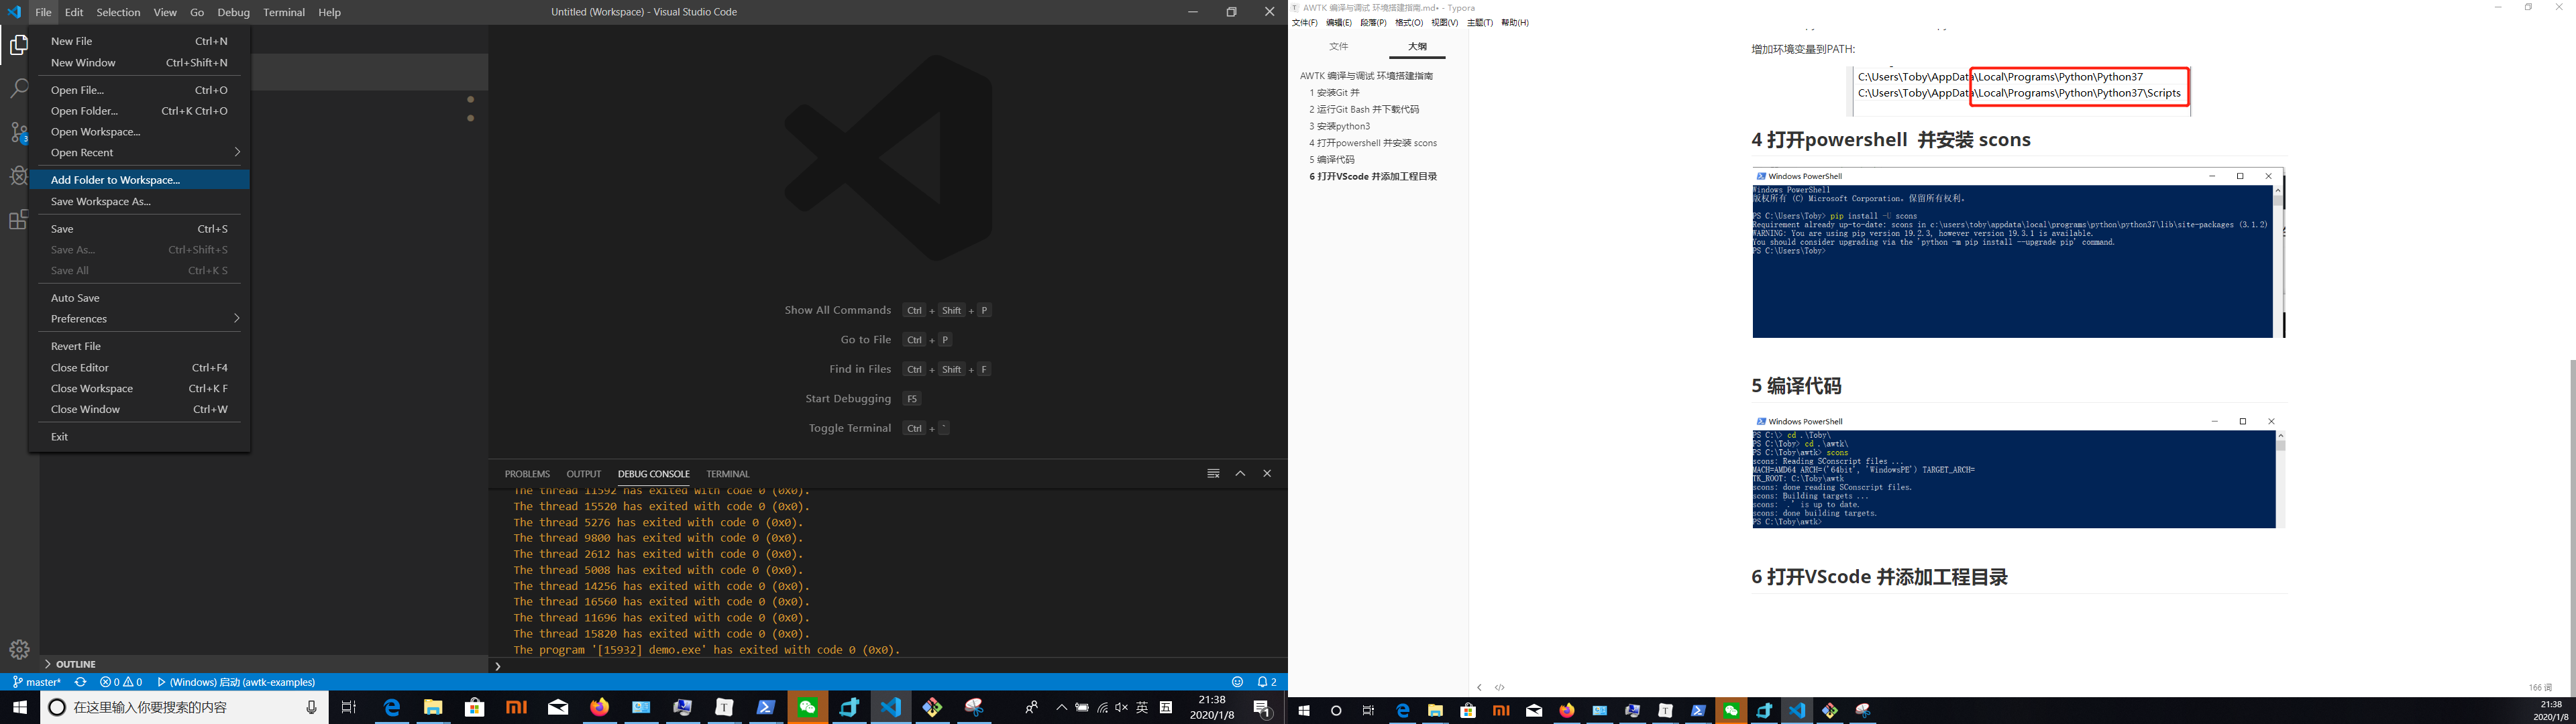 File Edit Selection View Go Debug Terminal Help
Untitled (Workspace) - Visual Studio Code
New File Ctrl+N
New Window Ctrl+Shift+N
Open File... Ctrl+O
Open Folder... Ctrl+K Ctrl+O
Open Workspace...
Open Recent
Add Folder to Workspace...
Save Workspace As...
Save Ctrl+S
Save As... Ctrl+Shift+S
Save All Ctrl+K S
Auto Save
Preferences
Revert File
Close Editor Ctrl+F4
Close Workspace Ctrl+K F
Close Window Ctrl+W
Exit
3
Show All Commands Ctrl + Shift + P
Go to File Ctrl + P
Find in Files Ctrl + Shift + F
Start Debugging F5
Toggle Terminal Ctrl + `
PROBLEMS OUTPUT DEBUG CONSOLE TERMINAL
The thread 11592 has exited with code 0 (0x0).
The thread 15520 has exited with code 0 (0x0).
The thread 5276 has exited with code 0 (0x0).
The thread 9800 has exited with code 0 (0x0).
The thread 2612 has exited with code 0 (0x0).
The thread 5008 has exited with code 0 (0x0).
The thread 14256 has exited with code 0 (0x0).
The thread 16560 has exited with code 0 (0x0).
The thread 11696 has exited with code 0 (0x0).
The thread 15820 has exited with code 0 (0x0).
The program '[15932] demo.exe' has exited with code 0 (0x0).
OUTLINE
master* 0 0 (Windows) 启动 (awtk-examples) 2
在这里输入你要搜索的内容
英
21:38
2020/1/8
1
AWTK 编译与调试 环境搭建指南.md• - Typora
文件(F) 编辑(E) 段落(P) 格式(O) 视图(V) 主题(T) 帮助(H)
文件 大纲
AWTK 编译与调试 环境搭建指南
1 安装Git 并
2 运行Git Bash 并下载代码
3 安装python3
4 打开powershell 并安装 scons
5 编译代码
6 打开VScode 并添加工程目录
增加环境变量到PATH:
C:\Users\Toby\AppData\Local\Programs\Python\Python37
C:\Users\Toby\AppData\Local\Programs\Python\Python37\Scripts
4 打开powershell 并安装 scons
Windows PowerShell
Windows PowerShell
版权所有 (C) Microsoft Corporation。保留所有权利。
PS C:\Users\Toby> pip install -U scons
Requirement already up-to-date: scons in c:\users\toby\appdata\local\programs\python\python37\lib\site-packages (3.1.2)
WARNING: You are using pip version 19.2.3, however version 19.3.1 is available.
You should consider upgrading via the 'python -m pip install --upgrade pip' command.
PS C:\Users\Toby>
5 编译代码
Windows PowerShell
PS C:\> cd .\Toby\
PS C:\Toby> cd .\awtk\
PS C:\Toby\awtk> scons
scons: Reading SConscript files ...
MACH=AMD64 ARCH=('64bit', 'WindowsPE') TARGET_ARCH=
TK_ROOT: C:\Toby\awtk
scons: done reading SConscript files.
scons: Building targets ...
scons: `.' is up to date.
scons: done building targets.
PS C:\Toby\awtk>
6 打开VScode 并添加工程目录
166 词
21:38
2020/1/8